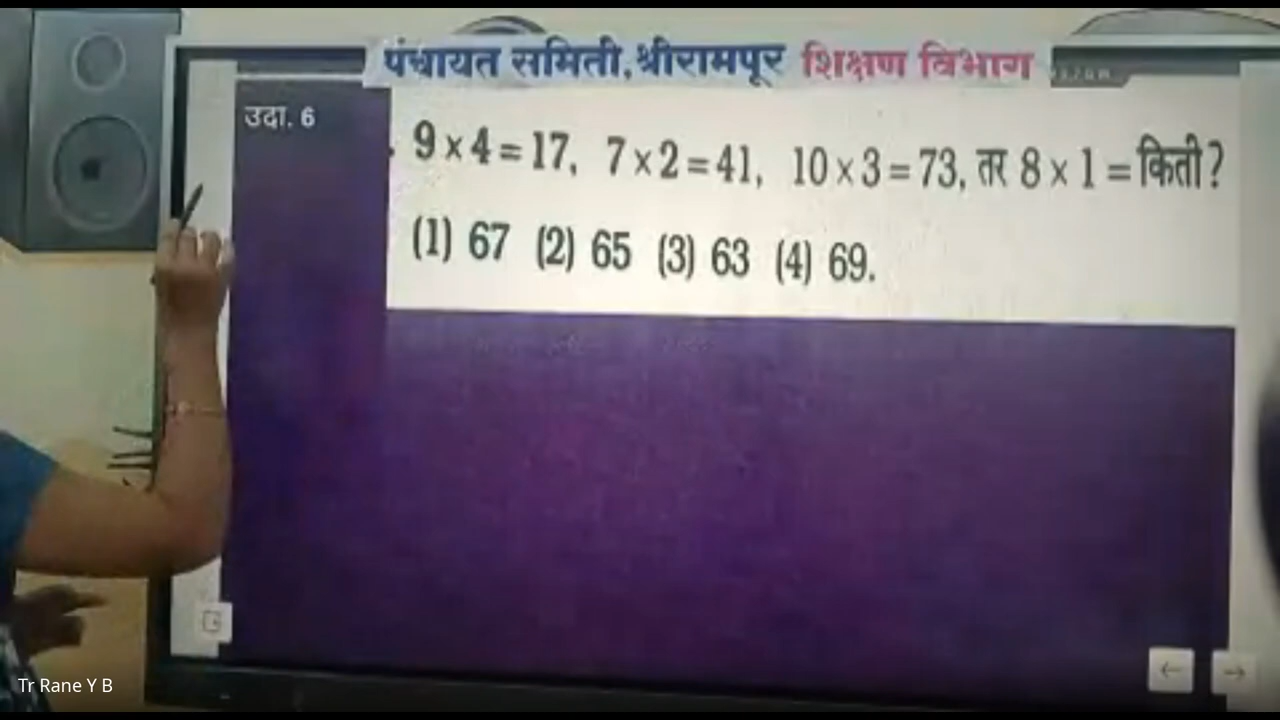 पंचायत समिती,श्रीरामपूर शिक्षण विभाग
उदा. 6
9 × 4 = 17, 7 × 2 = 41, 10 × 3 = 73, तर 8 × 1 = किती?
(1) 67 (2) 65 (3) 63 (4) 69.
Tr Rane Y B